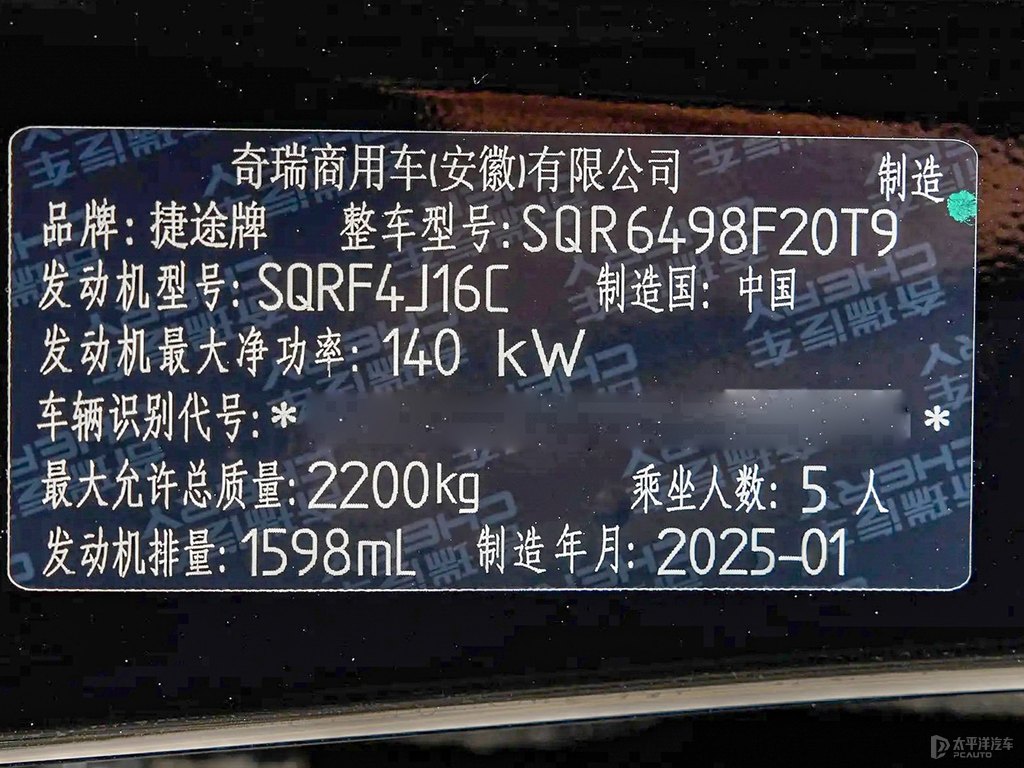 奇瑞商用车(安徽)有限公司 制造
品牌:捷途牌 整车型号:SQR6498F20T9
发动机型号:SQRF4J16C 制造国:中国
发动机最大净功率:140 kW
车辆识别代号:* *
最大允许总质量:2200kg 乘坐人数:5人
发动机排量:1598mL 制造年月:2025-01
太平洋汽车
PCAUTO